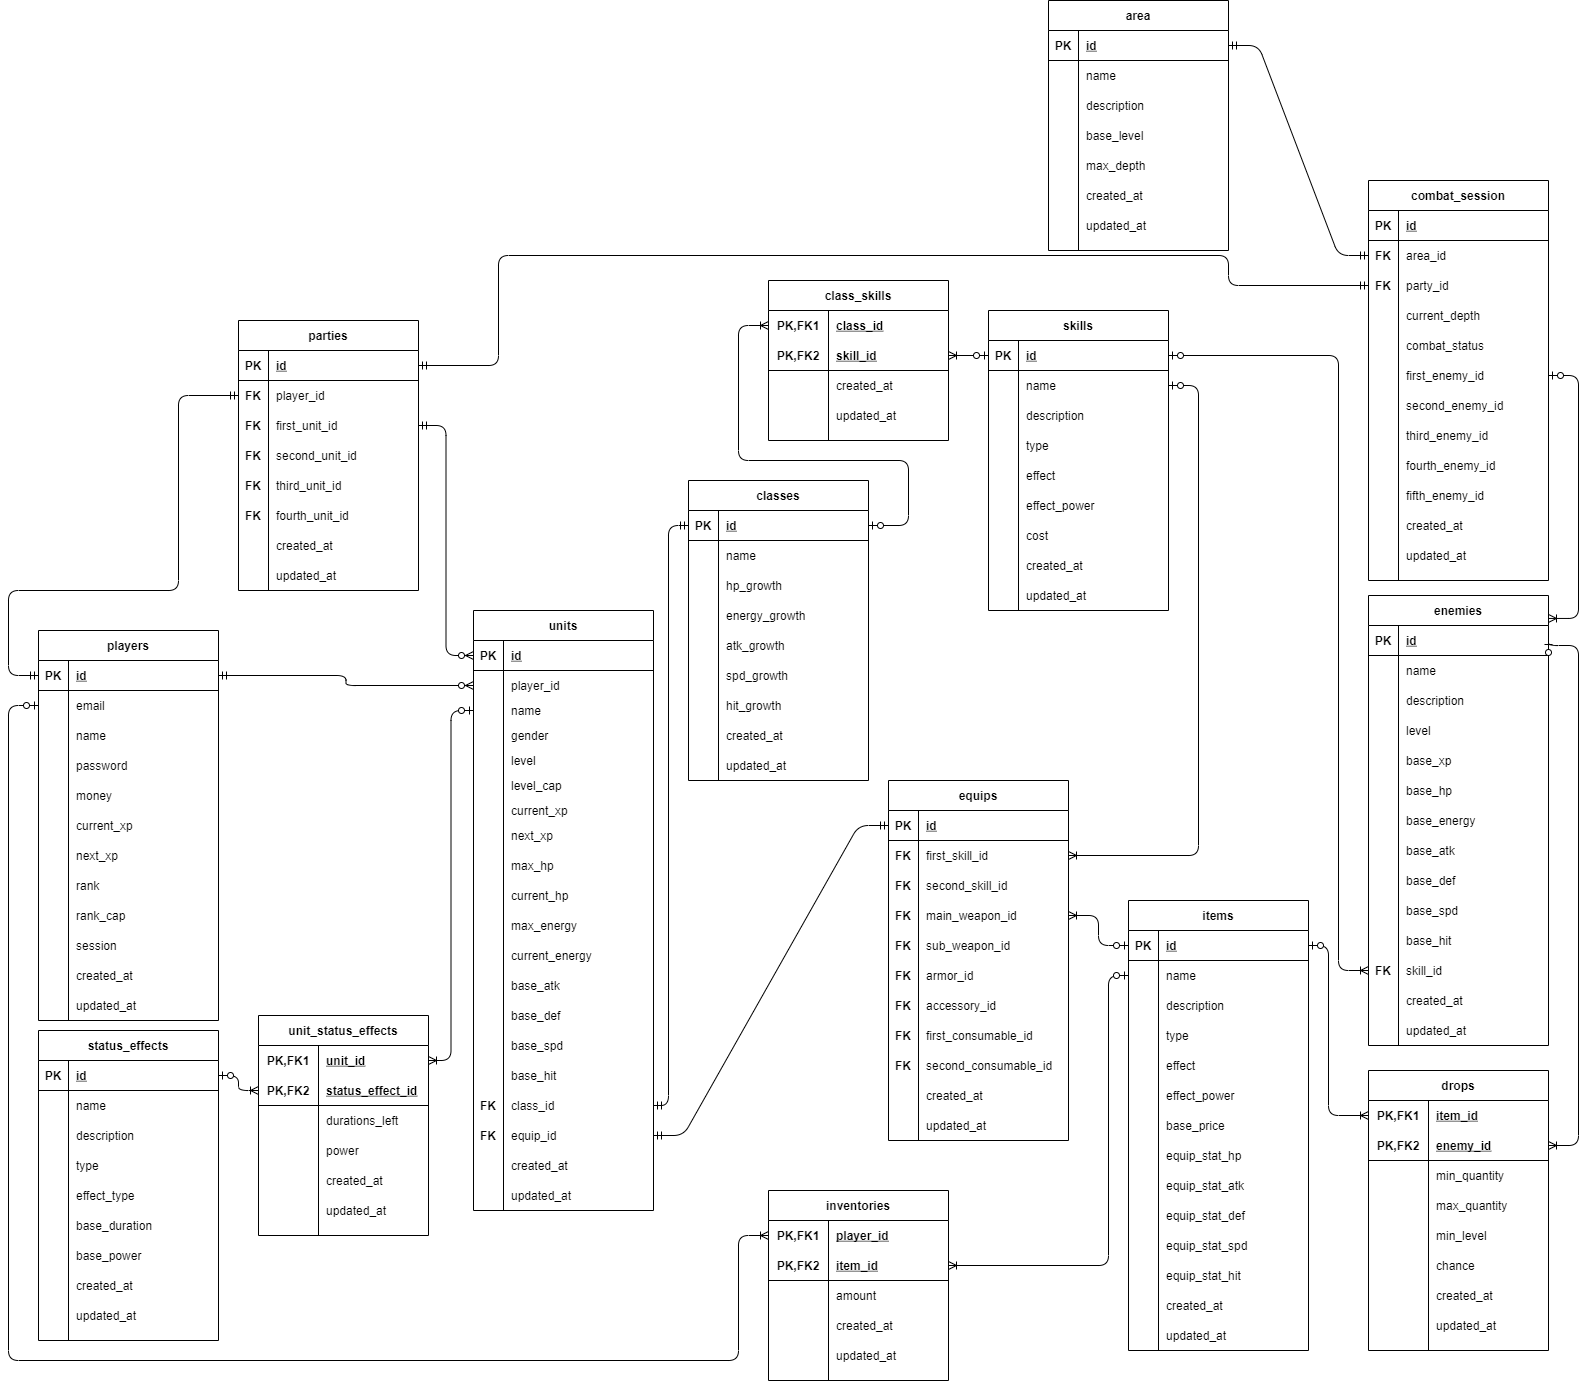 area
PK id
name
description
base_level
max_depth
created_at
updated_at
combat_session
PK id
FK area_id
FK party_id
current_depth
combat_status
first_enemy_id
second_enemy_id
third_enemy_id
fourth_enemy_id
fifth_enemy_id
created_at
updated_at
class_skills
PK,FK1 class_id
PK,FK2 skill_id
created_at
updated_at
skills
PK id
name
description
type
effect
effect_power
cost
created_at
updated_at
parties
PK id
FK player_id
FK first_unit_id
FK second_unit_id
FK third_unit_id
FK fourth_unit_id
created_at
updated_at
classes
PK id
name
hp_growth
energy_growth
atk_growth
spd_growth
hit_growth
created_at
updated_at
enemies
PK id
name
description
level
base_xp
base_hp
base_energy
base_atk
base_def
base_spd
base_hit
FK skill_id
created_at
updated_at
units
PK id
player_id
name
gender
level
level_cap
current_xp
next_xp
max_hp
current_hp
max_energy
current_energy
base_atk
base_def
base_spd
base_hit
FK class_id
FK equip_id
created_at
updated_at
players
PK id
email
name
password
money
current_xp
next_xp
rank
rank_cap
session
created_at
updated_at
equips
PK id
FK first_skill_id
FK second_skill_id
FK main_weapon_id
FK sub_weapon_id
FK armor_id
FK accessory_id
FK first_consumable_id
FK second_consumable_id
created_at
updated_at
items
PK id
name
description
type
effect
effect_power
base_price
equip_stat_hp
equip_stat_atk
equip_stat_def
equip_stat_spd
equip_stat_hit
created_at
updated_at
unit_status_effects
PK,FK1 unit_id
PK,FK2 status_effect_id
durations_left
power
created_at
updated_at
status_effects
PK id
name
description
type
effect_type
base_duration
base_power
created_at
updated_at
drops
PK,FK1 item_id
PK,FK2 enemy_id
min_quantity
max_quantity
min_level
chance
created_at
updated_at
inventories
PK,FK1 player_id
PK,FK2 item_id
amount
created_at
updated_at